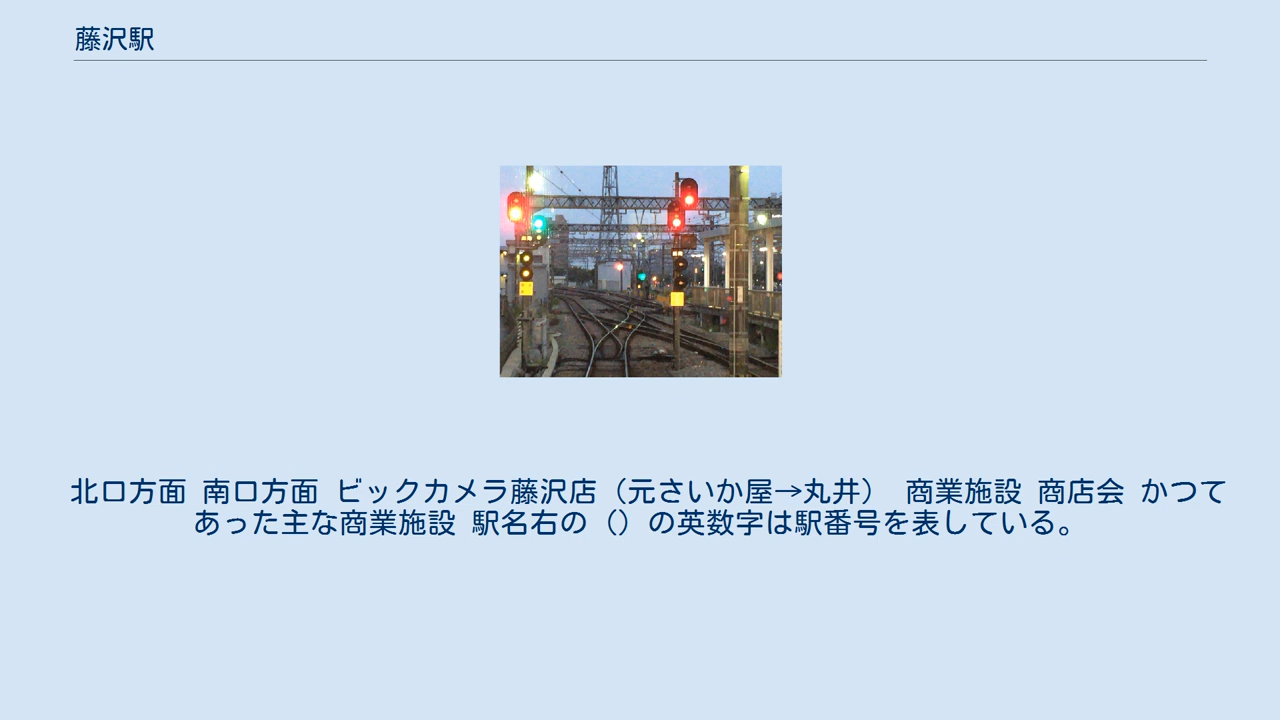 藤沢駅
北口方面 南口方面 ビックカメラ藤沢店（元さいか屋→丸井） 商業施設 商店会 かつて
あった主な商業施設 駅名右の（）の英数字は駅番号を表している。